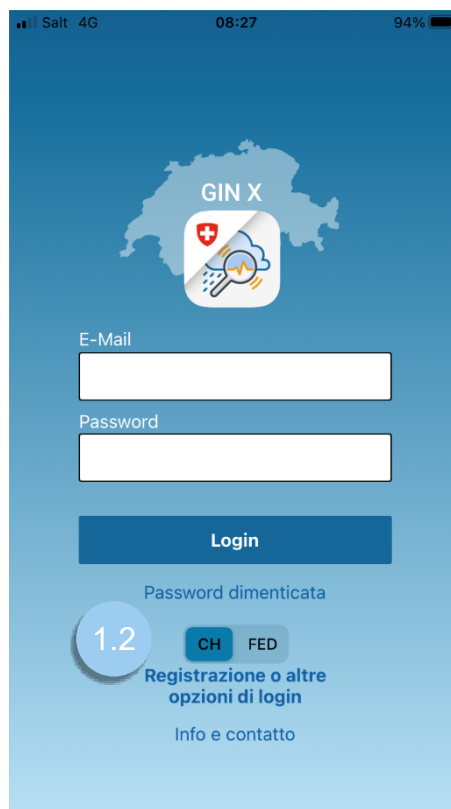 Salt 4G 08:27 94%
GIN X
E-Mail
Password
Login
Password dimenticata
1.2
CH FED
Registrazione o altre
opzioni di login
Info e contatto